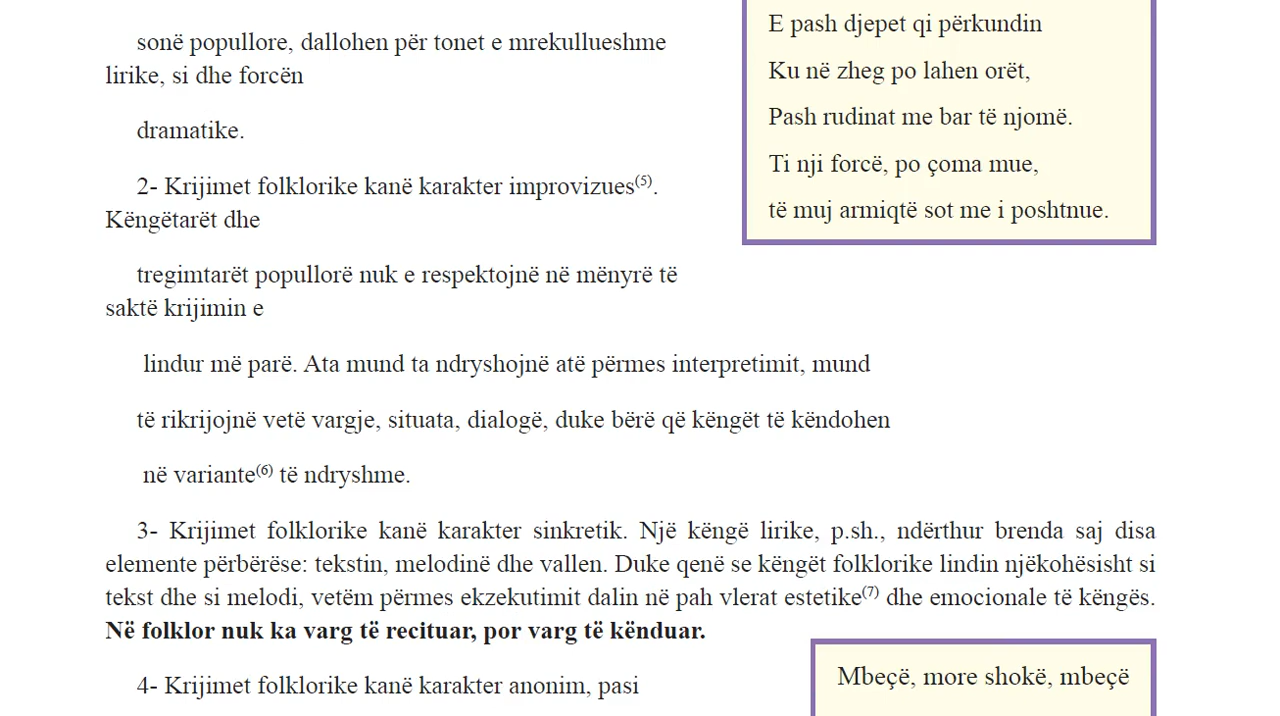 sonë popullore, dallohen për tonet e mrekullueshme
lirike, si dhe forcën
dramatike.
2- Krijimet folklorike kanë karakter improvizues(5).
Këngëtarët dhe
tregimtarët popullorë nuk e respektojnë në mënyrë të
saktë krijimin e
lindur më parë. Ata mund ta ndryshojnë atë përmes interpretimit, mund
të rikrijojnë vetë vargje, situata, dialogë, duke bërë që këngët të këndohen
në variante(6) të ndryshme.
E pash djepet qi përkundin
Ku në zheg po lahen orët,
Pash rudinat me bar të njomë.
Ti nji forcë, po çoma mue,
të muj armiqtë sot me i poshtnue.
3- Krijimet folklorike kanë karakter sinkretik. Një këngë lirike, p.sh., ndërthur brenda saj disa
elemente përbërëse: tekstin, melodinë dhe vallen. Duke qenë se këngët folklorike lindin njëkohësisht si
tekst dhe si melodi, vetëm përmes ekzekutimit dalin në pah vlerat estetike(7) dhe emocionale të këngës.
Në folklor nuk ka varg të recituar, por varg të kënduar.
4- Krijimet folklorike kanë karakter anonim, pasi
Mbeçë, more shokë, mbeçë